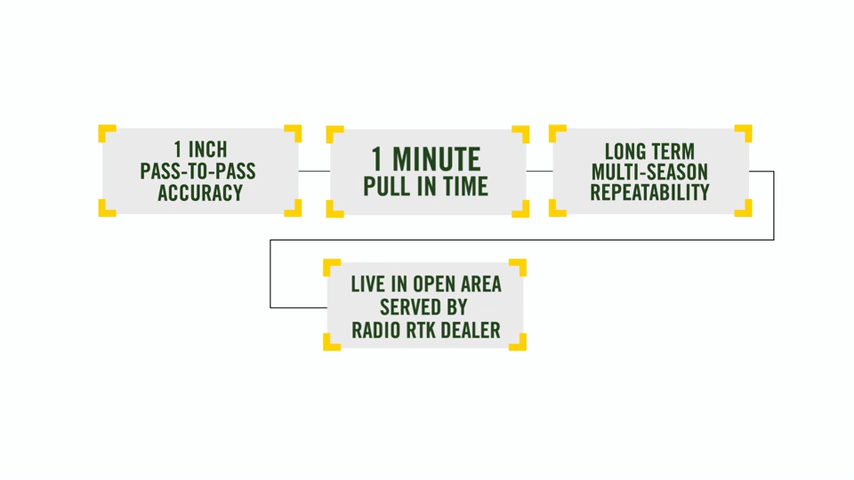 1 INCH
PASS-TO-PASS
ACCURACY
1 MINUTE
PULL IN TIME
LONG TERM
MULTI-SEASON
REPEATABILITY
LIVE IN OPEN AREA
SERVED BY
RADIO RTK DEALER